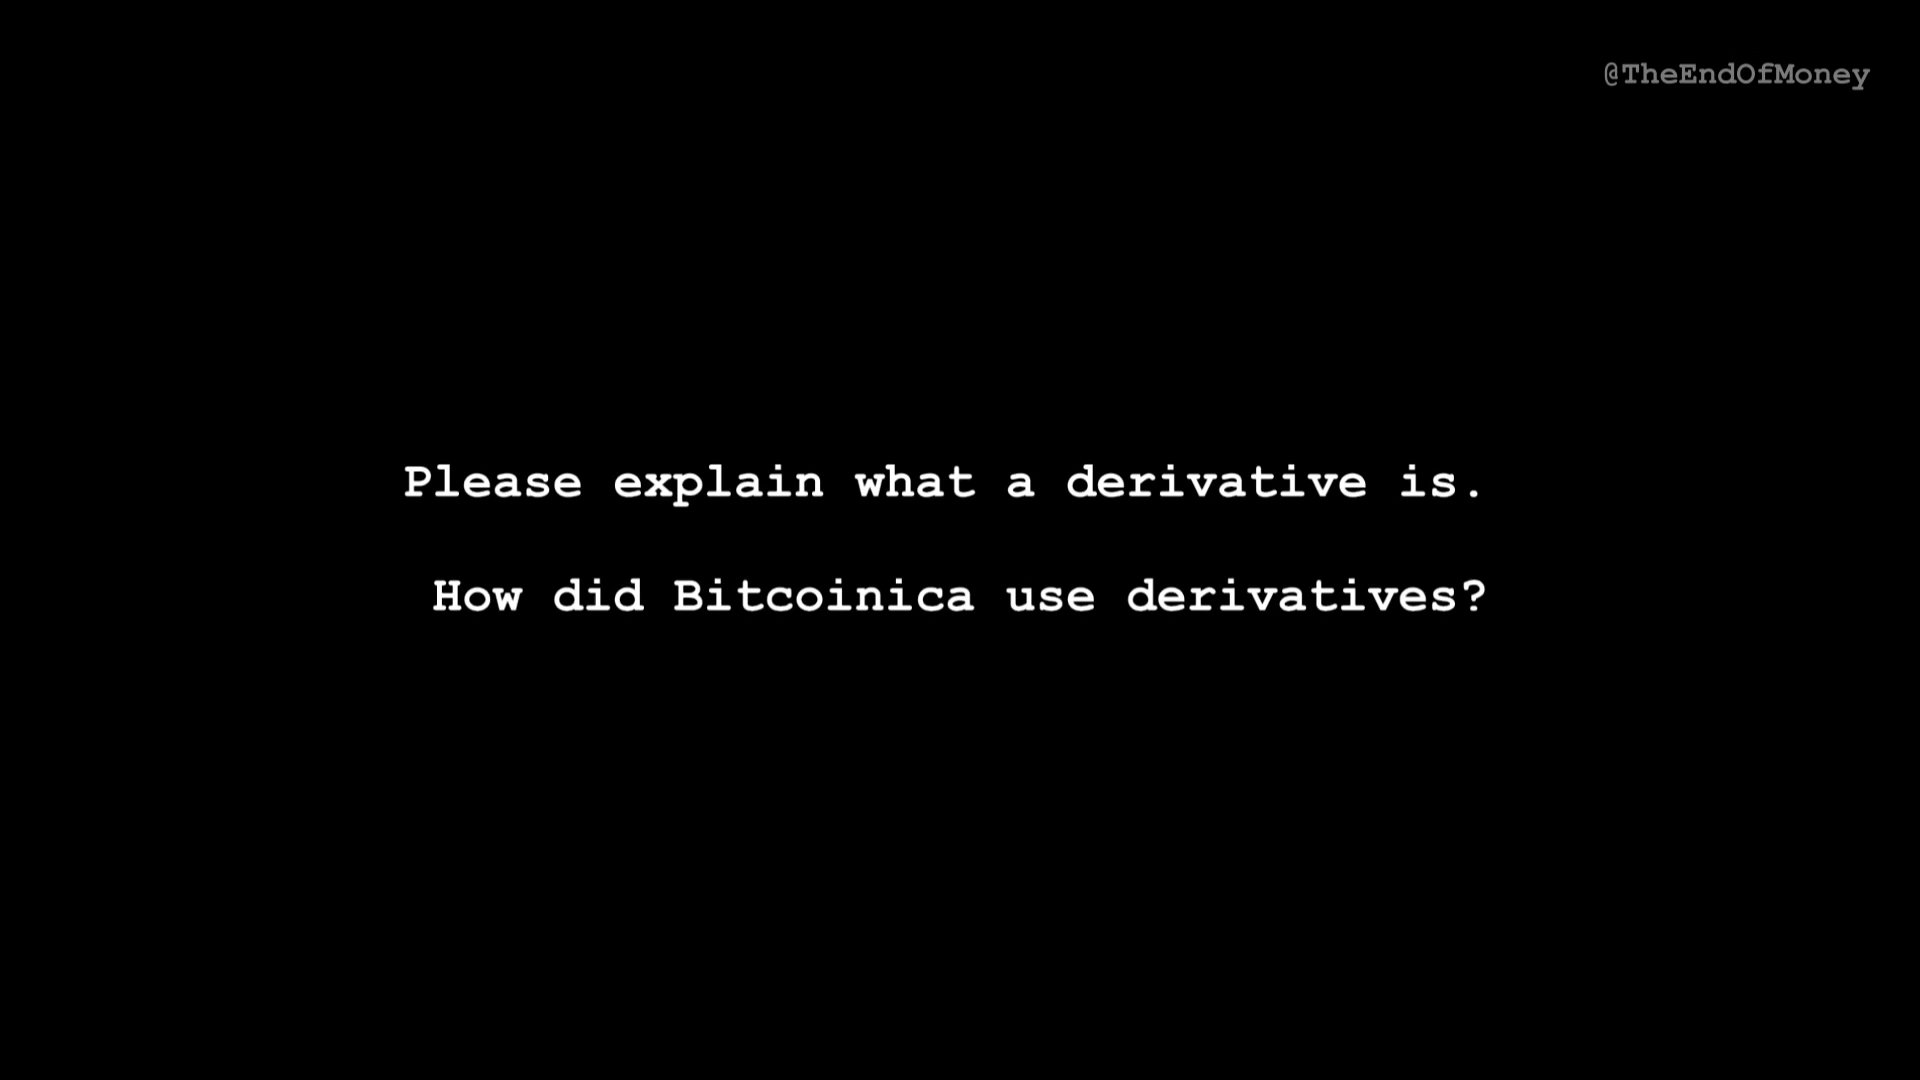 @TheEndOfMoney
Please explain what a derivative is.
How did Bitcoinica use derivatives?